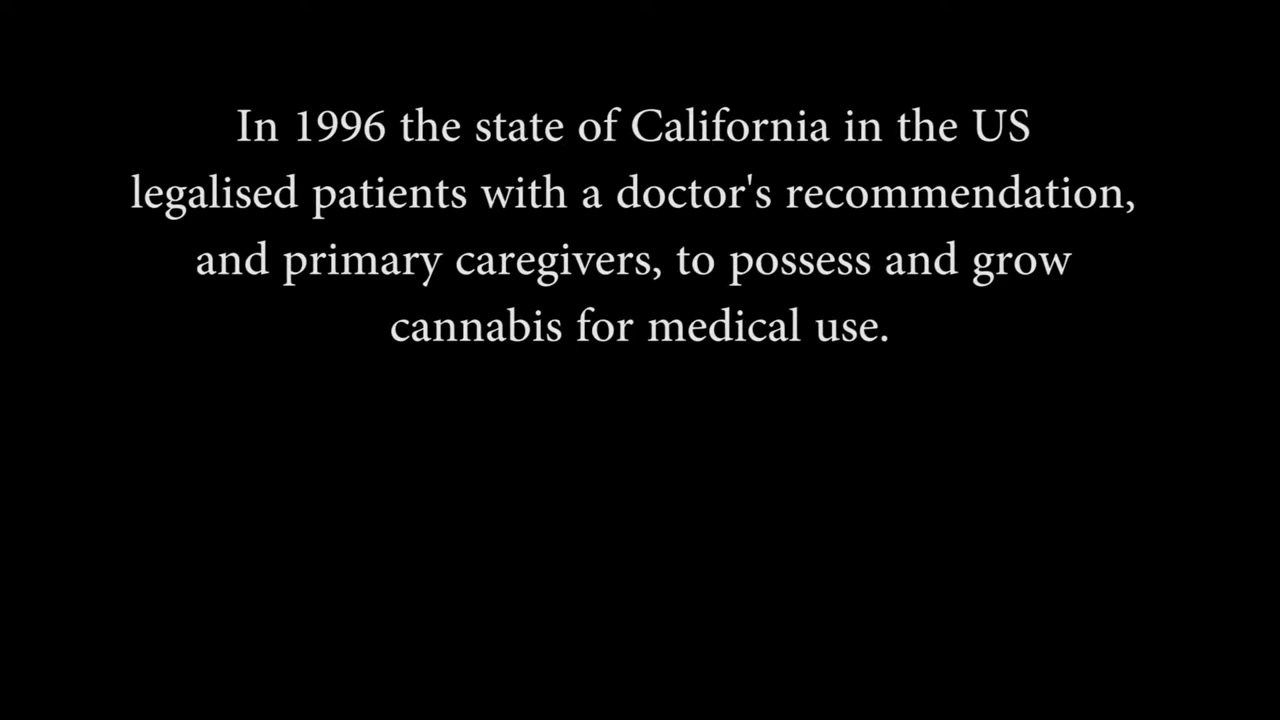 In 1996 the state of California in the US
legalised patients with a doctor's recommendation,
and primary caregivers, to possess and grow
cannabis for medical use.